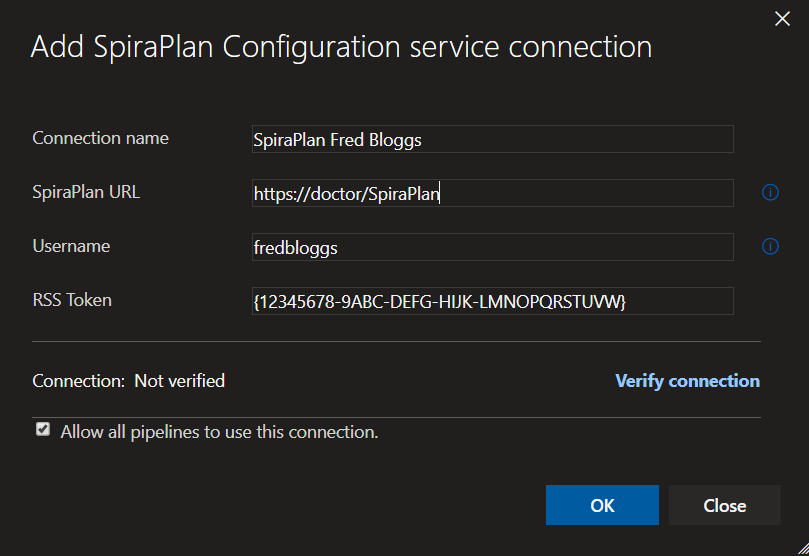 Add SpiraPlan Configuration service connection
Connection name SpiraPlan Fred Bloggs
SpiraPlan URL https://doctor/SpiraPlan
Username fredbloggs
RSS Token {12345678-9ABC-DEFG-HIJK-LMNOPQRSTUVW}
Connection: Not verified Verify connection
Allow all pipelines to use this connection.
OK Close